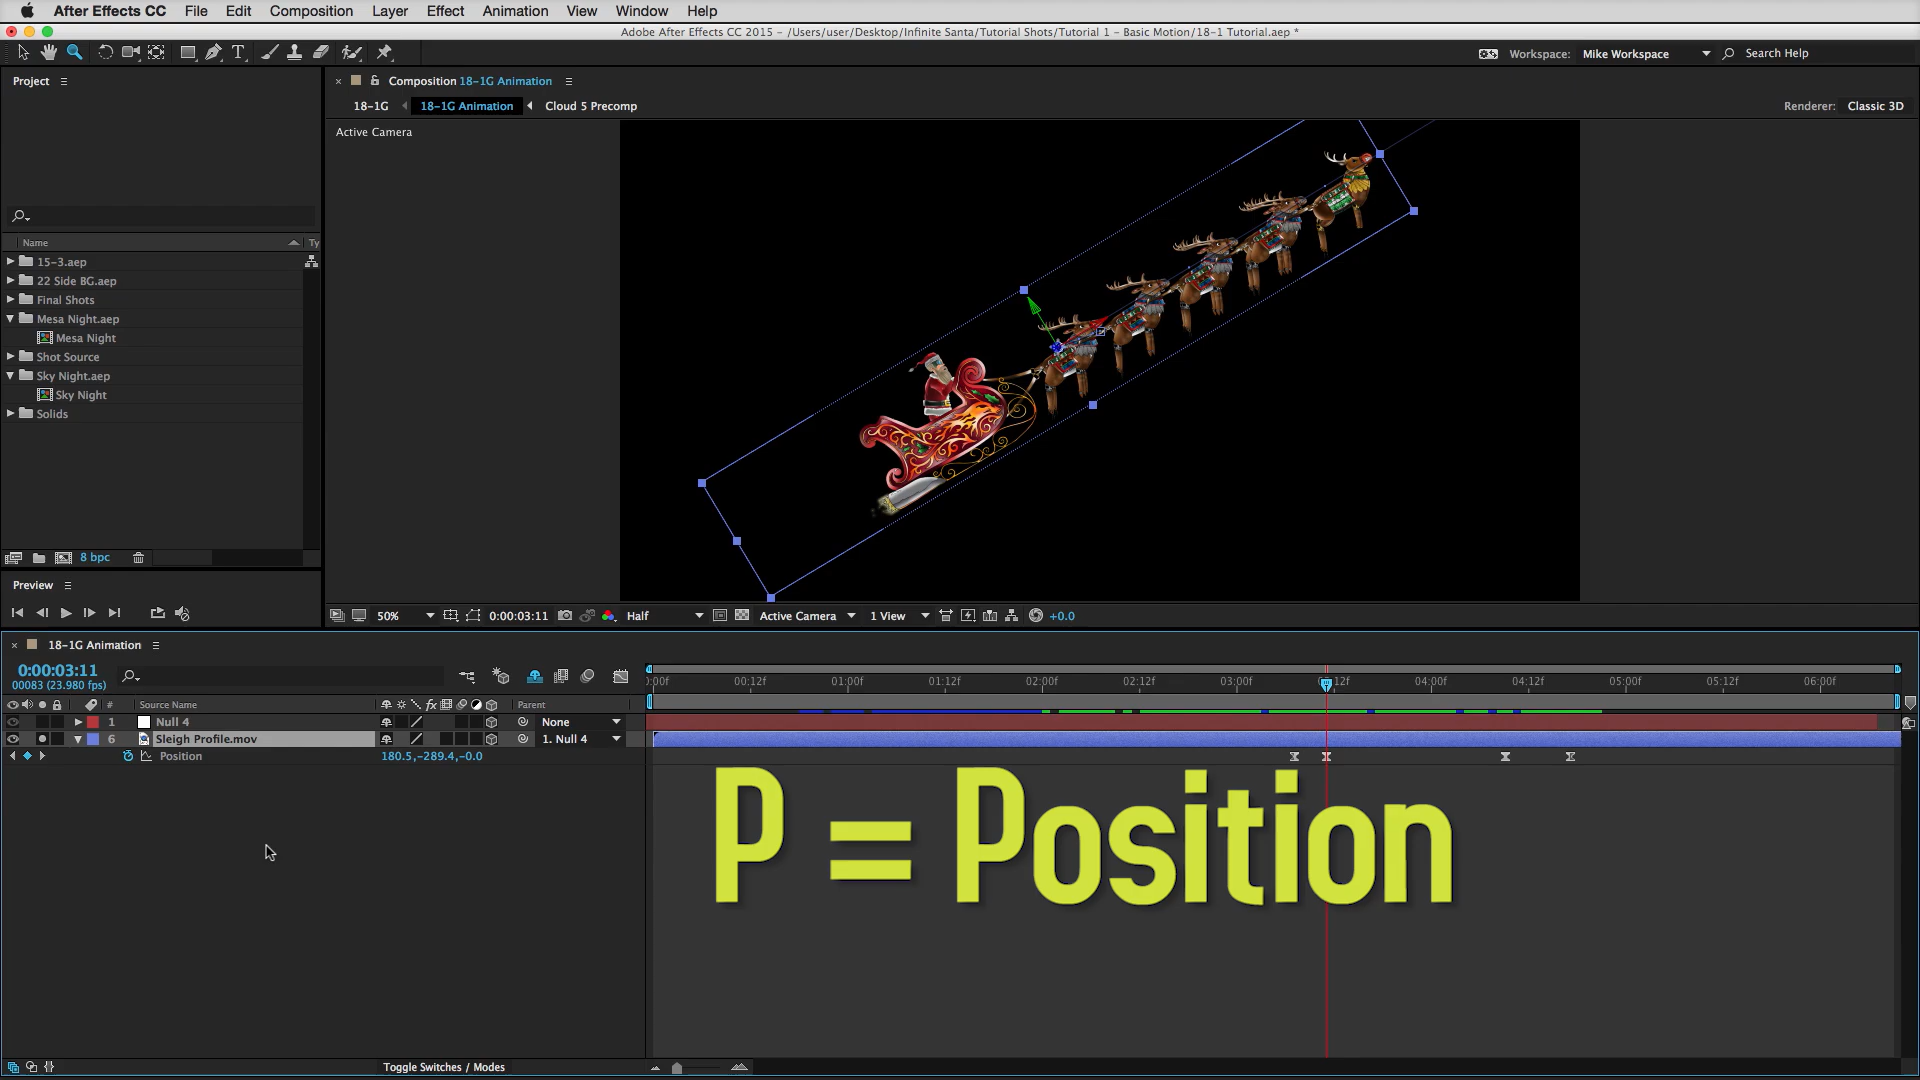 After Effects CC File Edit Composition Layer Effect Animation View Window Help
Adobe After Effects CC 2015 - /Users/user/Desktop/Infinite Santa/Tutorial Shots/Tutorial 1 - Basic Motion/18-1 Tutorial.aep *
Workspace: Mike Workspace Search Help
Project
Composition 18-1G Animation
18-1G 18-1G Animation Cloud 5 Precomp
Renderer: Classic 3D
Active Camera
Name Ty
15-3.aep
22 Side BG.aep
Final Shots
Mesa Night.aep
Mesa Night
Shot Source
Sky Night.aep
Sky Night
Solids
8 bpc
Preview
50% 0:00:03:11 Half Active Camera 1 View +0.0
18-1G Animation
0:00:03:11
00083 (23.980 fps)
:00f 00:12f 01:00f 01:12f 02:00f 02:12f 03:00f 12f 04:00f 04:12f 05:00f 05:12f 06:00f
# Source Name fx Parent
1 Null 4 None
6 Sleigh Profile.mov 1. Null 4
Position 180.5,-289.4,-0.0
P = Position
Toggle Switches / Modes